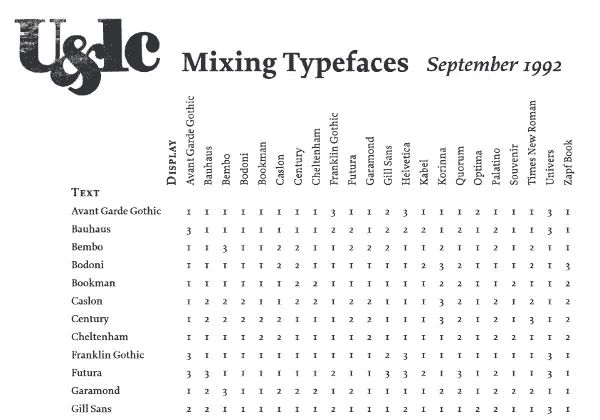 U&lc
Mixing Typefaces September 1992
DISPLAY
Avant Garde Gothic
Bauhaus
Bembo
Bodoni
Bookman
Caslon
Century
Cheltenham
Franklin Gothic
Futura
Garamond
Gill Sans
Helvetica
Kabel
Korinna
Quorum
Optima
Palatino
Souvenir
Times New Roman
Univers
Zapf Book
TEXT
Avant Garde Gothic 1 1 1 1 1 1 1 1 3 1 1 2 3 1 1 1 2 1 1 1 3 1
Bauhaus 3 1 1 1 1 1 1 1 2 2 1 2 2 2 1 2 1 2 1 1 3 1
Bembo 1 1 3 1 1 2 2 1 1 2 2 2 1 1 2 1 1 2 1 2 1 1
Bodoni 1 1 1 1 1 2 2 1 1 1 1 1 1 2 3 2 1 1 1 2 1 3
Bookman 1 1 1 1 1 1 2 2 1 1 1 1 1 1 2 1 1 1 2 1 1 2
Caslon 1 2 2 2 1 1 2 1 1 2 2 1 1 1 3 2 1 2 1 2 1 2
Century 1 2 2 2 2 2 1 1 1 2 2 1 1 1 3 2 1 2 1 2 1 2
Cheltenham 1 1 1 1 2 2 1 1 1 1 1 1 1 1 2 1 1 2 2 1 1 2
Franklin Gothic 3 1 1 1 1 1 1 1 1 1 1 2 3 1 1 1 1 1 1 1 3 1
Futura 3 3 1 1 1 1 1 1 2 1 1 3 3 2 1 3 1 2 1 1 3 1
Garamond 1 2 3 1 2 2 2 1 2 1 1 1 1 2 2 1 2 2 2 2 1 2
Gill Sans 2 2 1 1 1 1 1 1 2 1 1 1 2 1 1 1 2 2 1 1 3 1